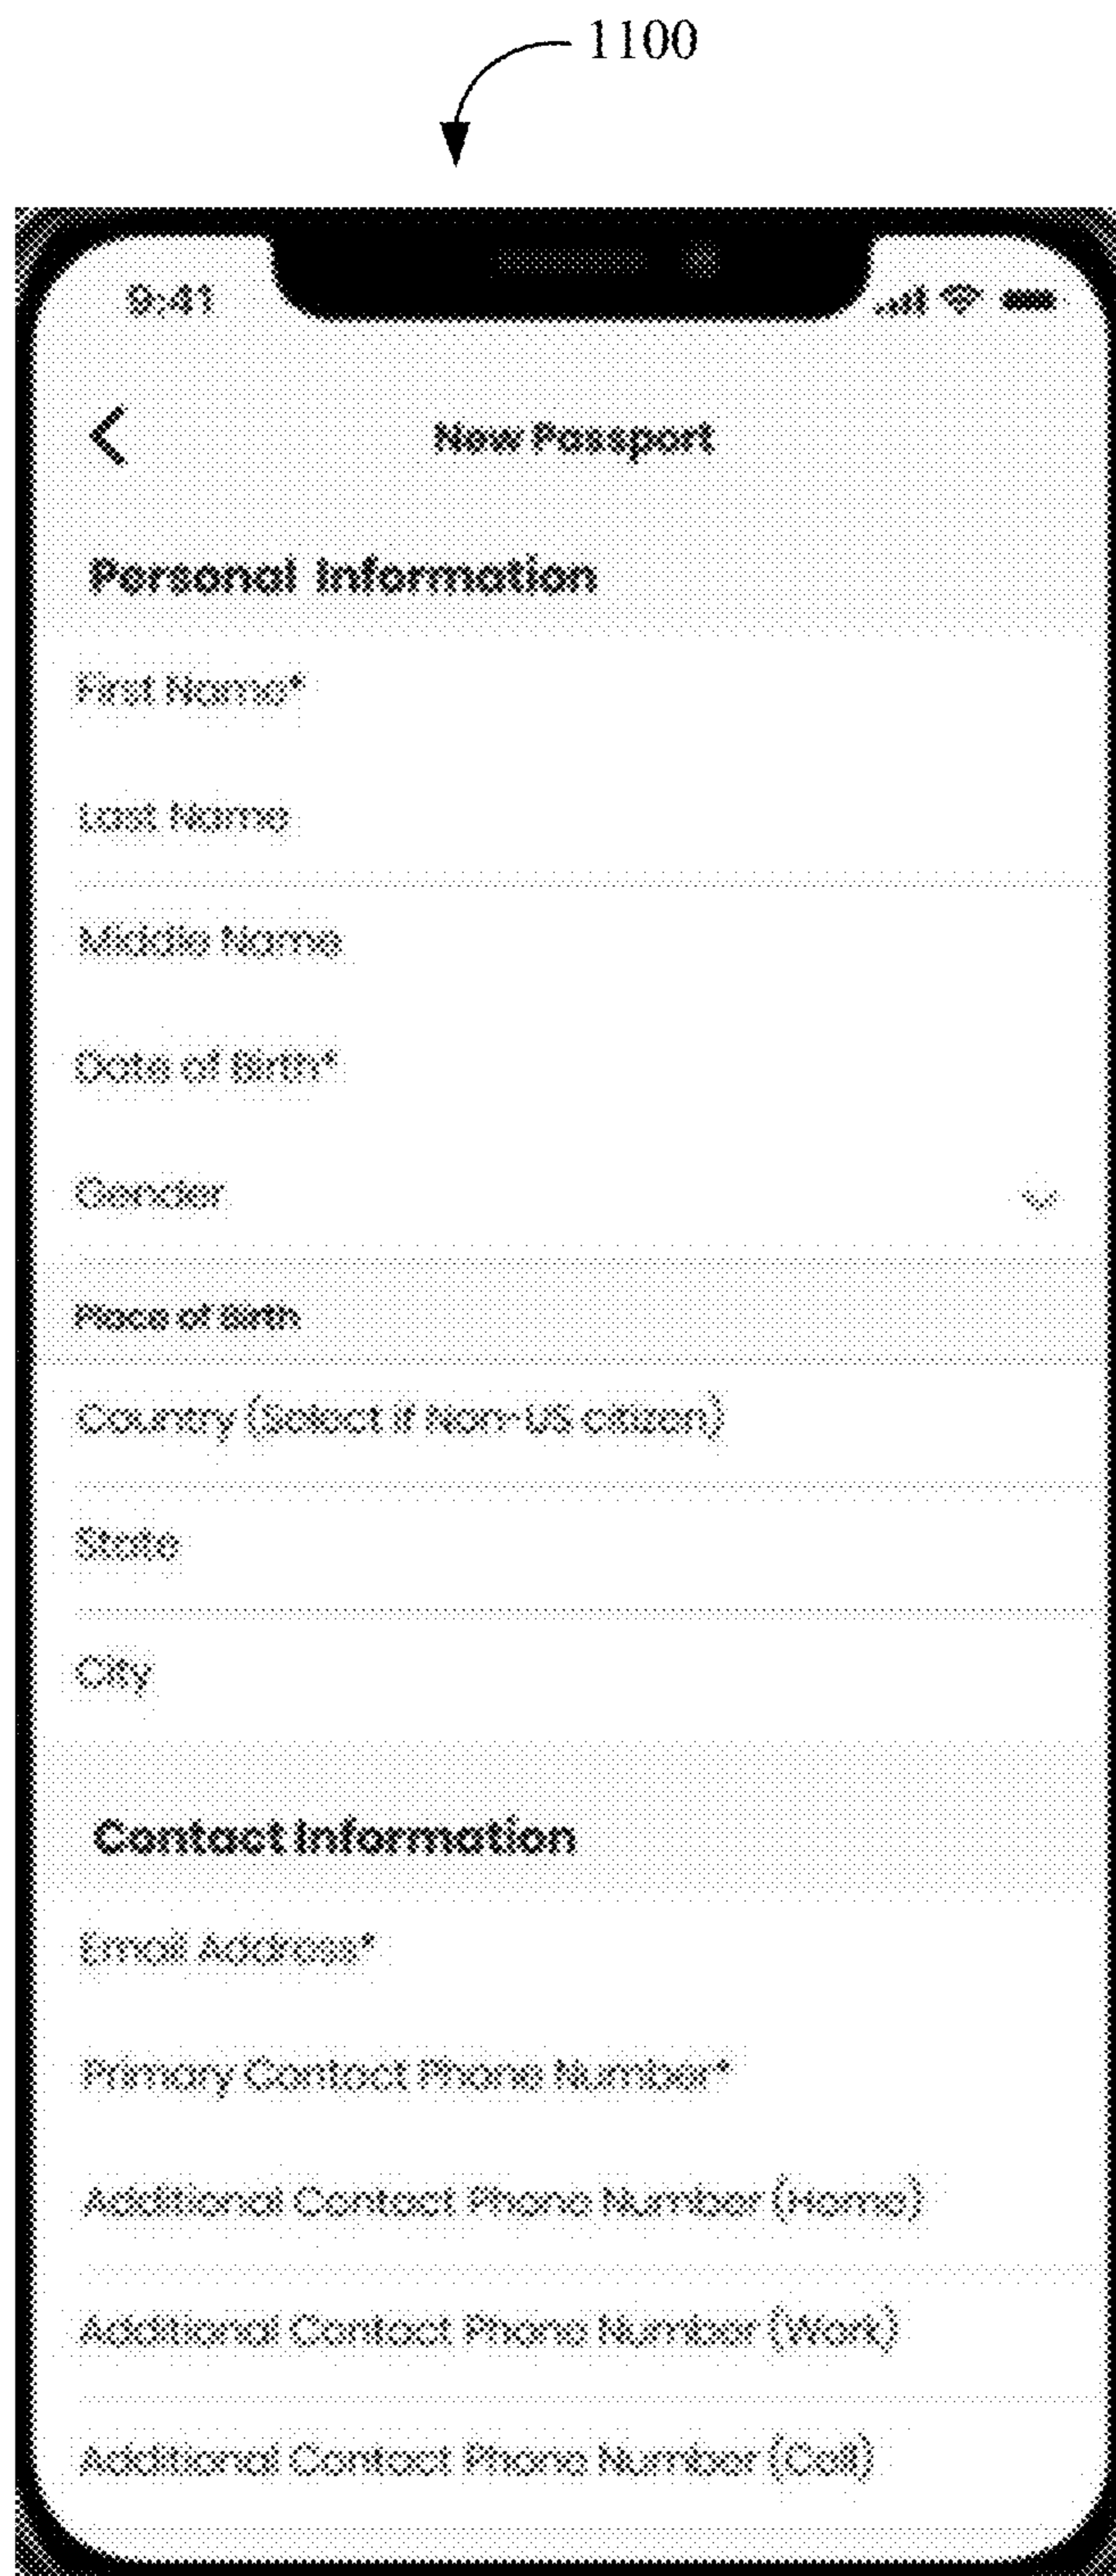 1100
9:41
New Passport
Personal Information
First Name*
Last Name
Middle Name
Date of Birth*
Gender
Place of Birth
Country (Select if Non-US citizen)
State
City
Contact Information
Email Address*
Primary Contact Phone Number*
Additional Contact Phone Number (Home)
Additional Contact Phone Number (Work)
Additional Contact Phone Number (Cell)